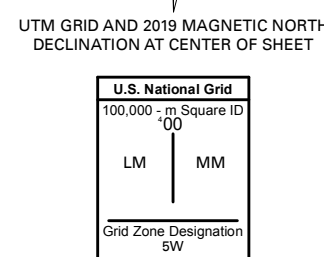 UTM GRID AND 2019 MAGNETIC NORTH
DECLINATION AT CENTER OF SHEET
U.S. National Grid
100,000 - m Square ID
⁴00
LM MM
Grid Zone Designation
5W